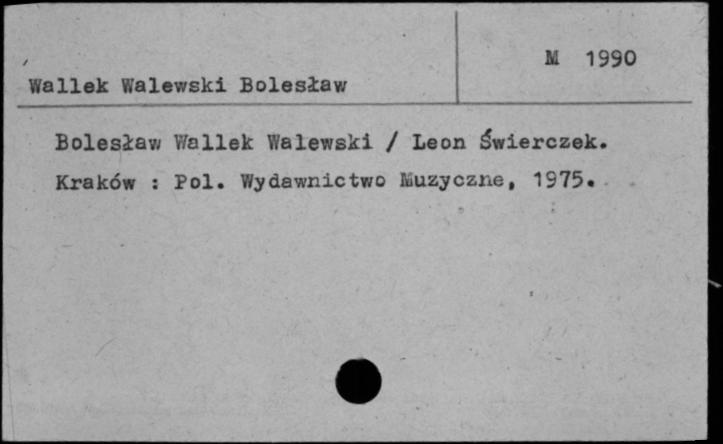 M 1990
Wallek Walewski Bolesław
Bolesław Wallek Walewski / Leon Świerczek.
Kraków : Pol. Wydawnictwo Muzyczne, 1975.